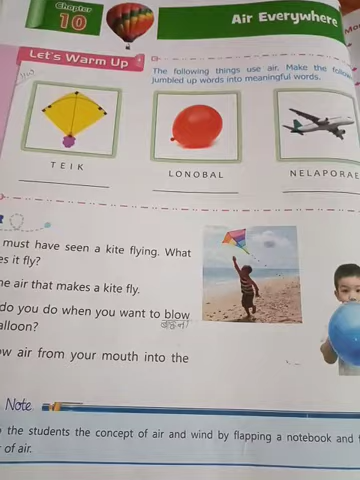 Chapter
10
Air Everywhere
Let's Warm Up
The following things use air. Make the
jumbled up words into meaningful words.
TEIK
LONOBAL
NELAPORAE
must have seen a kite flying. What
it fly?
air that makes a kite fly.
do you do when you want to blow
air from your mouth into the
Note
the students the concept of air and wind by flapping a notebook and
of air.